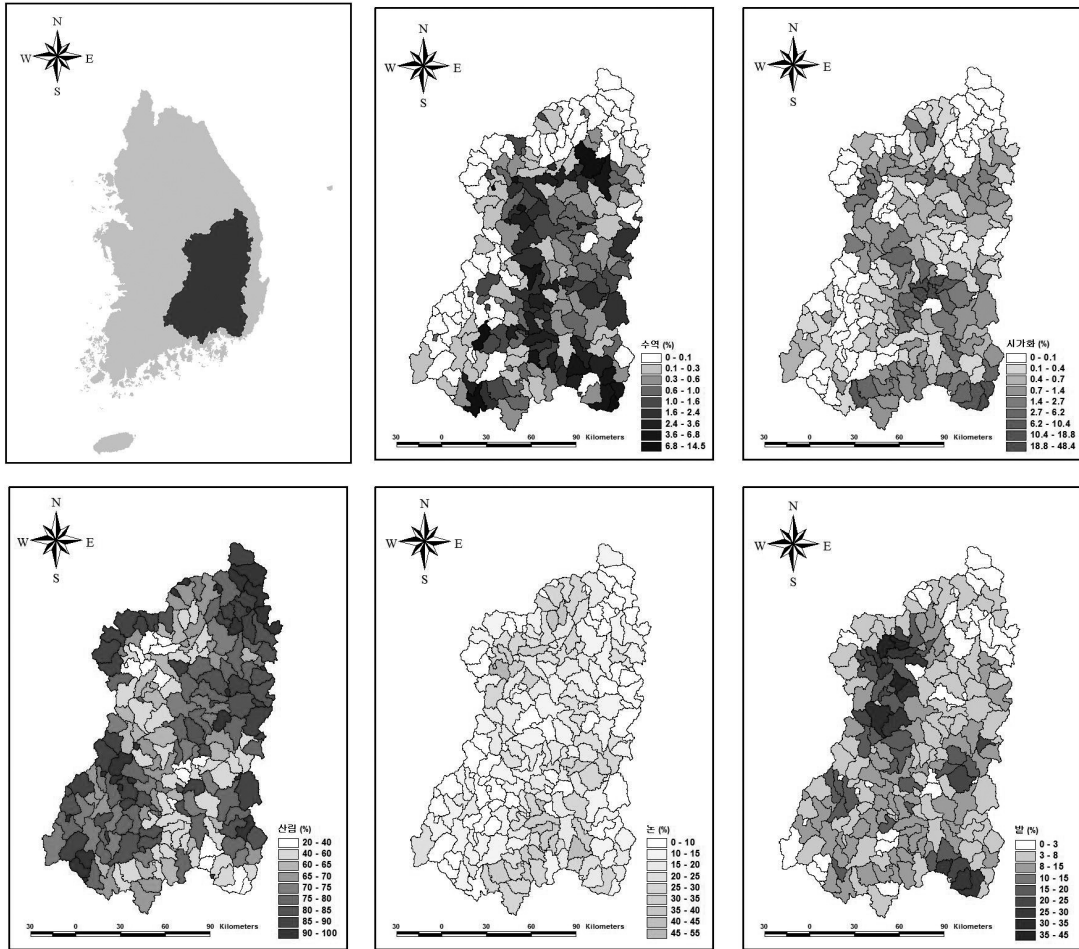 N
W E
S
N
W E
S
수역 (%)
0 - 0.1
0.1 - 0.3
0.3 - 0.6
0.6 - 1.0
1.0 - 1.6
1.6 - 2.4
2.4 - 3.6
3.6 - 6.8
6.8 - 14.5
30 0 30 60 90 Kilometers
N
W E
S
시가화 (%)
0 - 0.1
0.1 - 0.4
0.4 - 0.7
0.7 - 1.4
1.4 - 2.7
2.7 - 6.2
6.2 - 10.4
10.4 - 18.8
18.8 - 48.4
30 0 30 60 90 Kilometers
N
W E
S
산림 (%)
20 - 40
40 - 60
60 - 65
65 - 70
70 - 75
75 - 80
80 - 85
85 - 90
90 - 100
30 0 30 60 90 Kilometers
N
W E
S
논 (%)
0 - 10
10 - 15
15 - 20
20 - 25
25 - 30
30 - 35
35 - 40
40 - 45
45 - 55
30 0 30 60 90 Kilometers
N
W E
S
밭 (%)
0 - 3
3 - 8
8 - 15
10 - 15
15 - 20
20 - 25
25 - 30
30 - 35
35 - 45
30 0 30 60 90 Kilometers